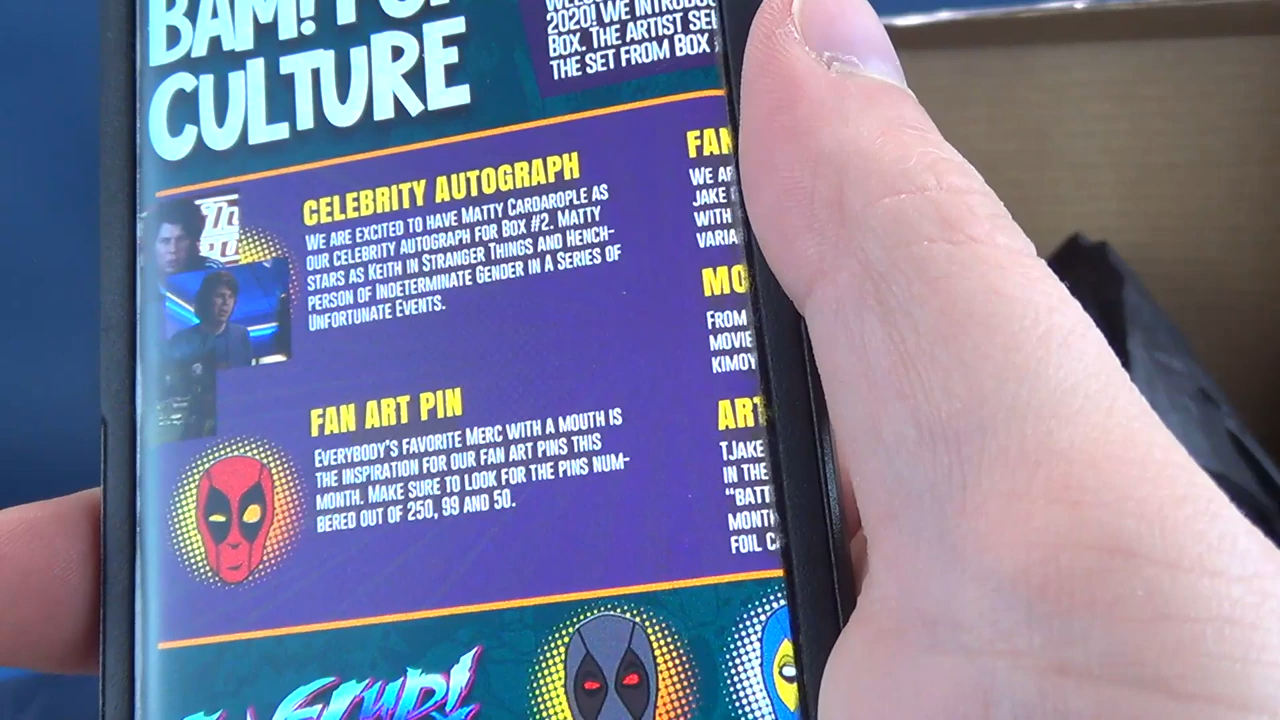 BAM! POP
CULTURE
2020! WE INTRODUC
BOX. THE ARTIST SE
THE SET FROM BOX
CELEBRITY AUTOGRAPH
WE ARE EXCITED TO HAVE MATTY CARDAROPLE AS
OUR CELEBRITY AUTOGRAPH FOR BOX #2. MATTY
STARS AS KEITH IN STRANGER THINGS AND HENCH-
PERSON OF INDETERMINATE GENDER IN A SERIES OF
UNFORTUNATE EVENTS.
FAN ART PIN
EVERYBODY'S FAVORITE MERC WITH A MOUTH IS
THE INSPIRATION FOR OUR FAN ART PINS THIS
MONTH. MAKE SURE TO LOOK FOR THE PINS NUM-
BERED OUT OF 250, 99 AND 50.
FAN
WE AR
JAKE
WITH
VARIA
MO
FROM
MOVIE
KIMOY
ART
TJAKE
IN THE
"BATT
MONTH
FOIL C